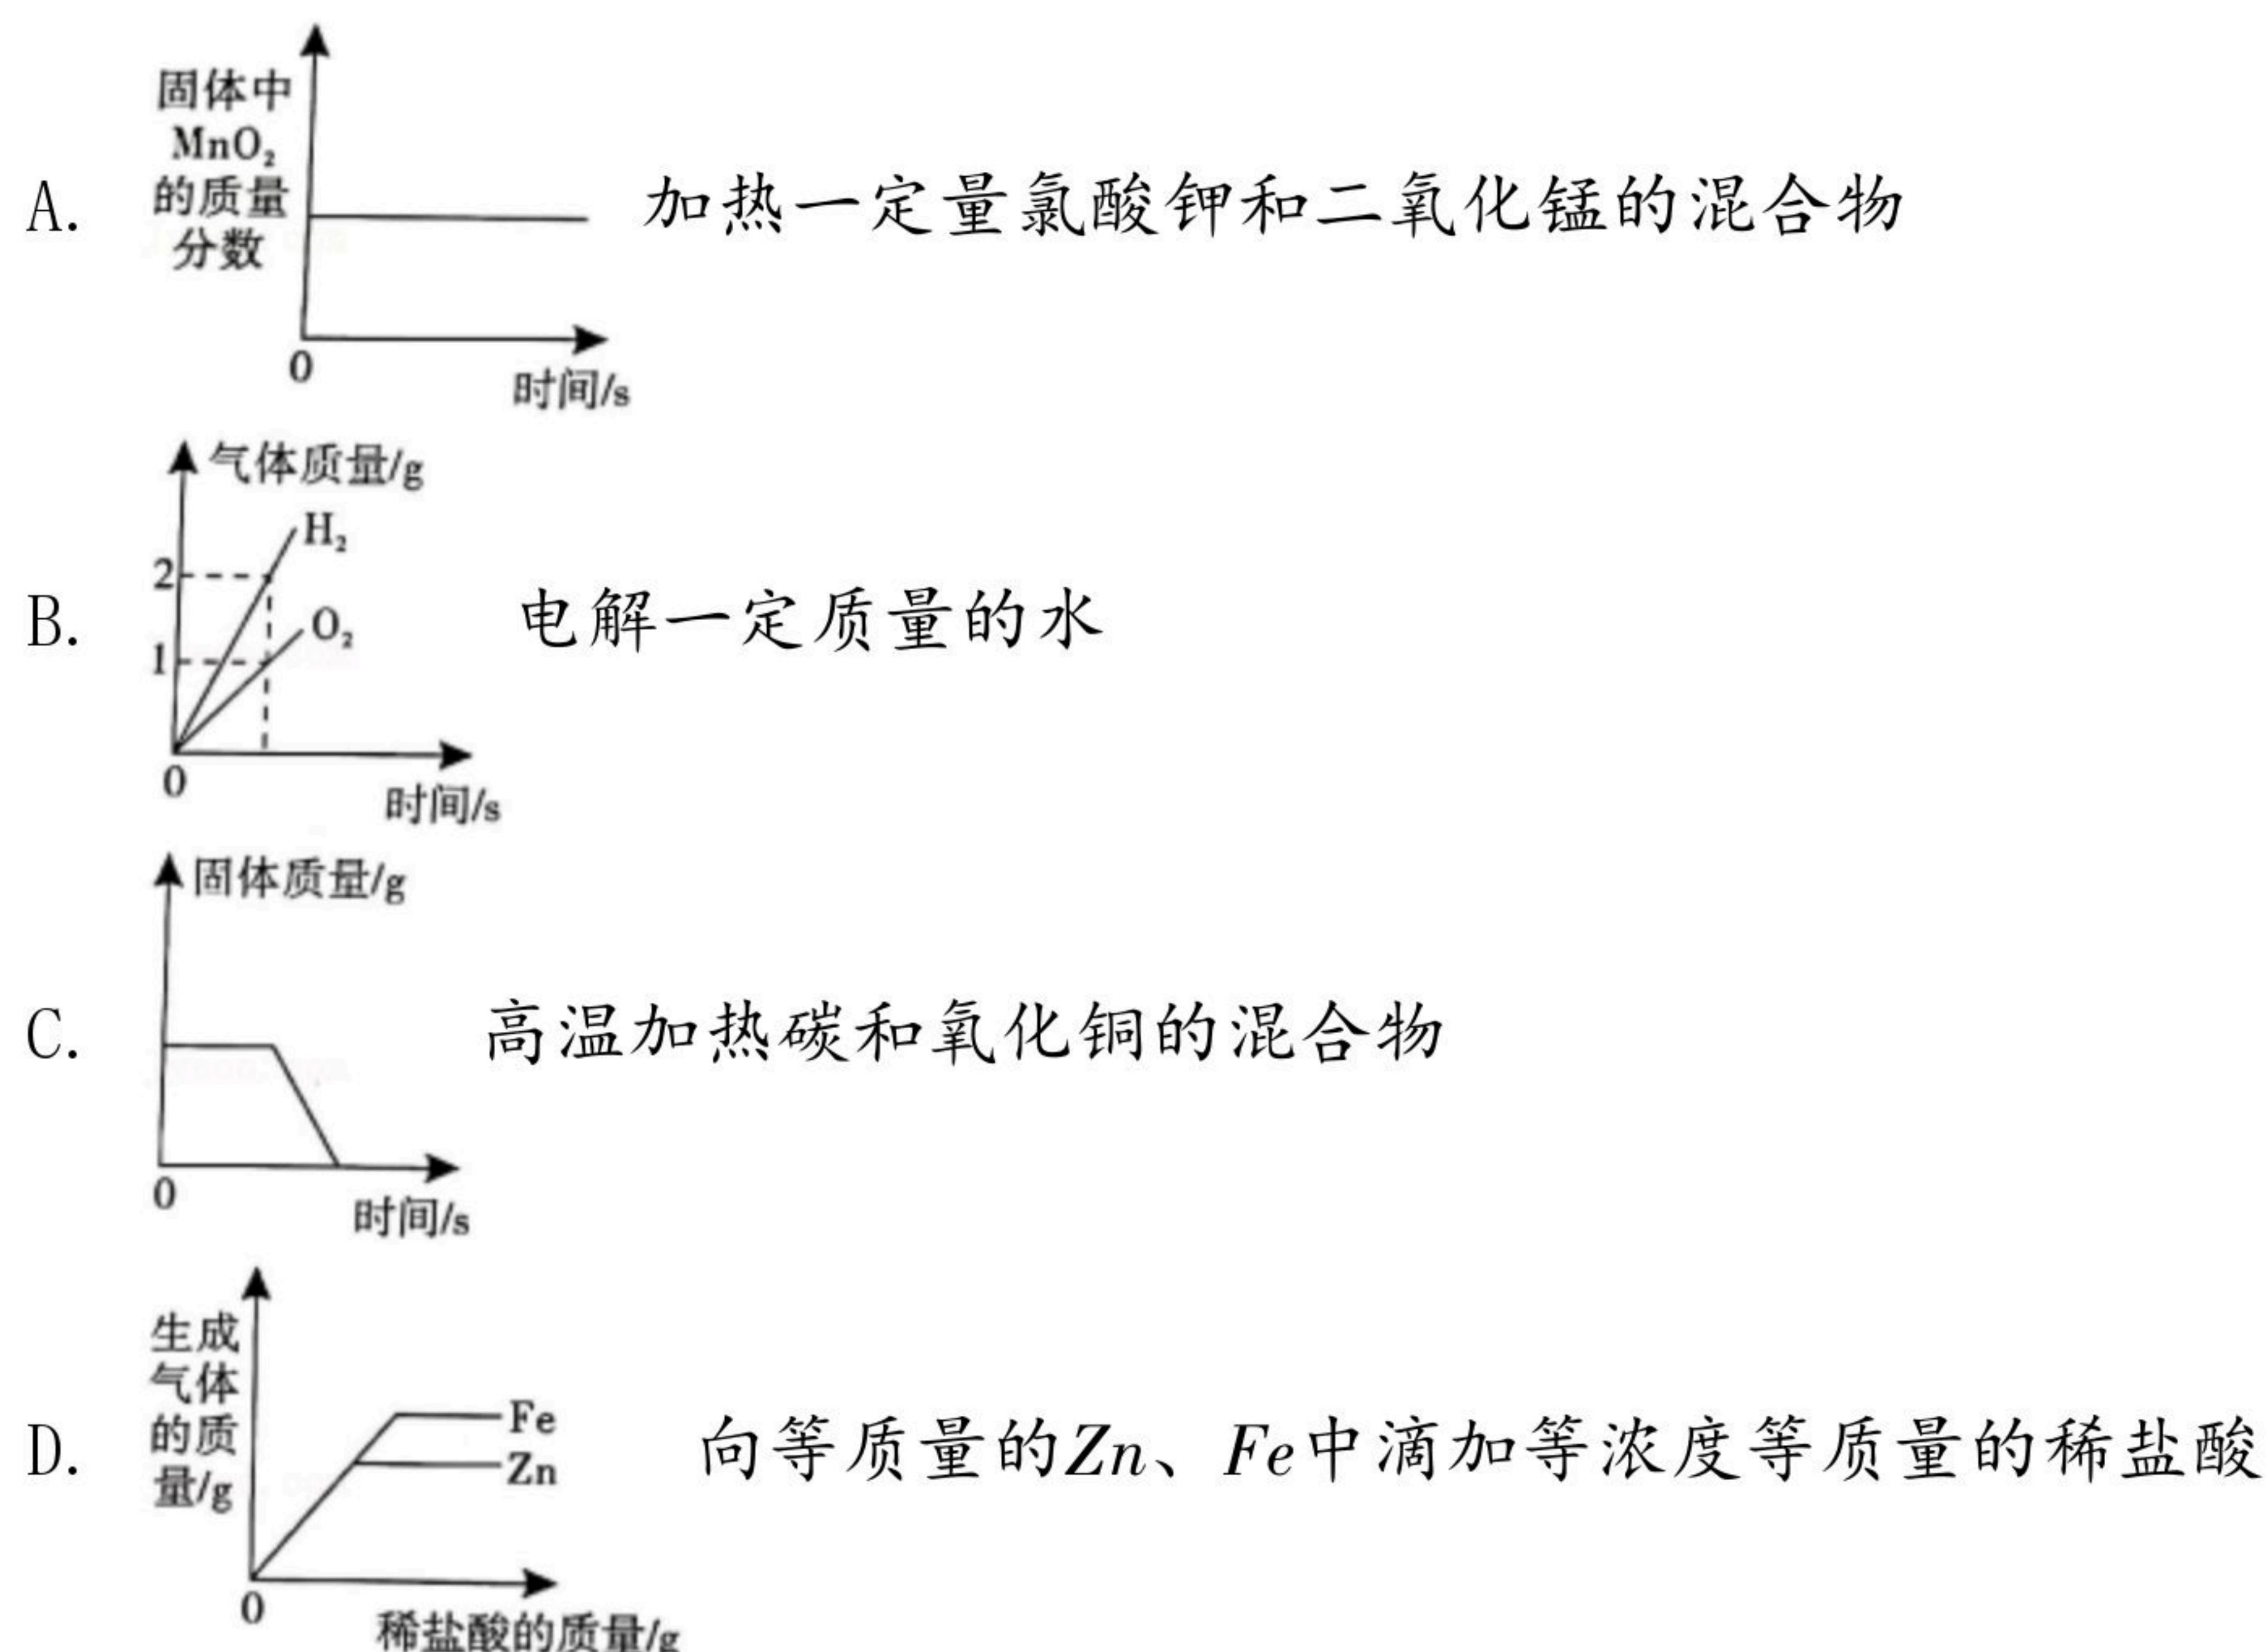 固体中
MnO₂
的质量
分数
0
时间/s
A. 加热一定量氯酸钾和二氧化锰的混合物
气体质量/g
H₂
2
O₂
1
0
时间/s
B. 电解一定质量的水
固体质量/g
0
时间/s
C. 高温加热碳和氧化铜的混合物
生成
气体
的质
量/g
Fe
Zn
0
稀盐酸的质量/g
D. 向等质量的Zn、Fe中滴加等浓度等质量的稀盐酸